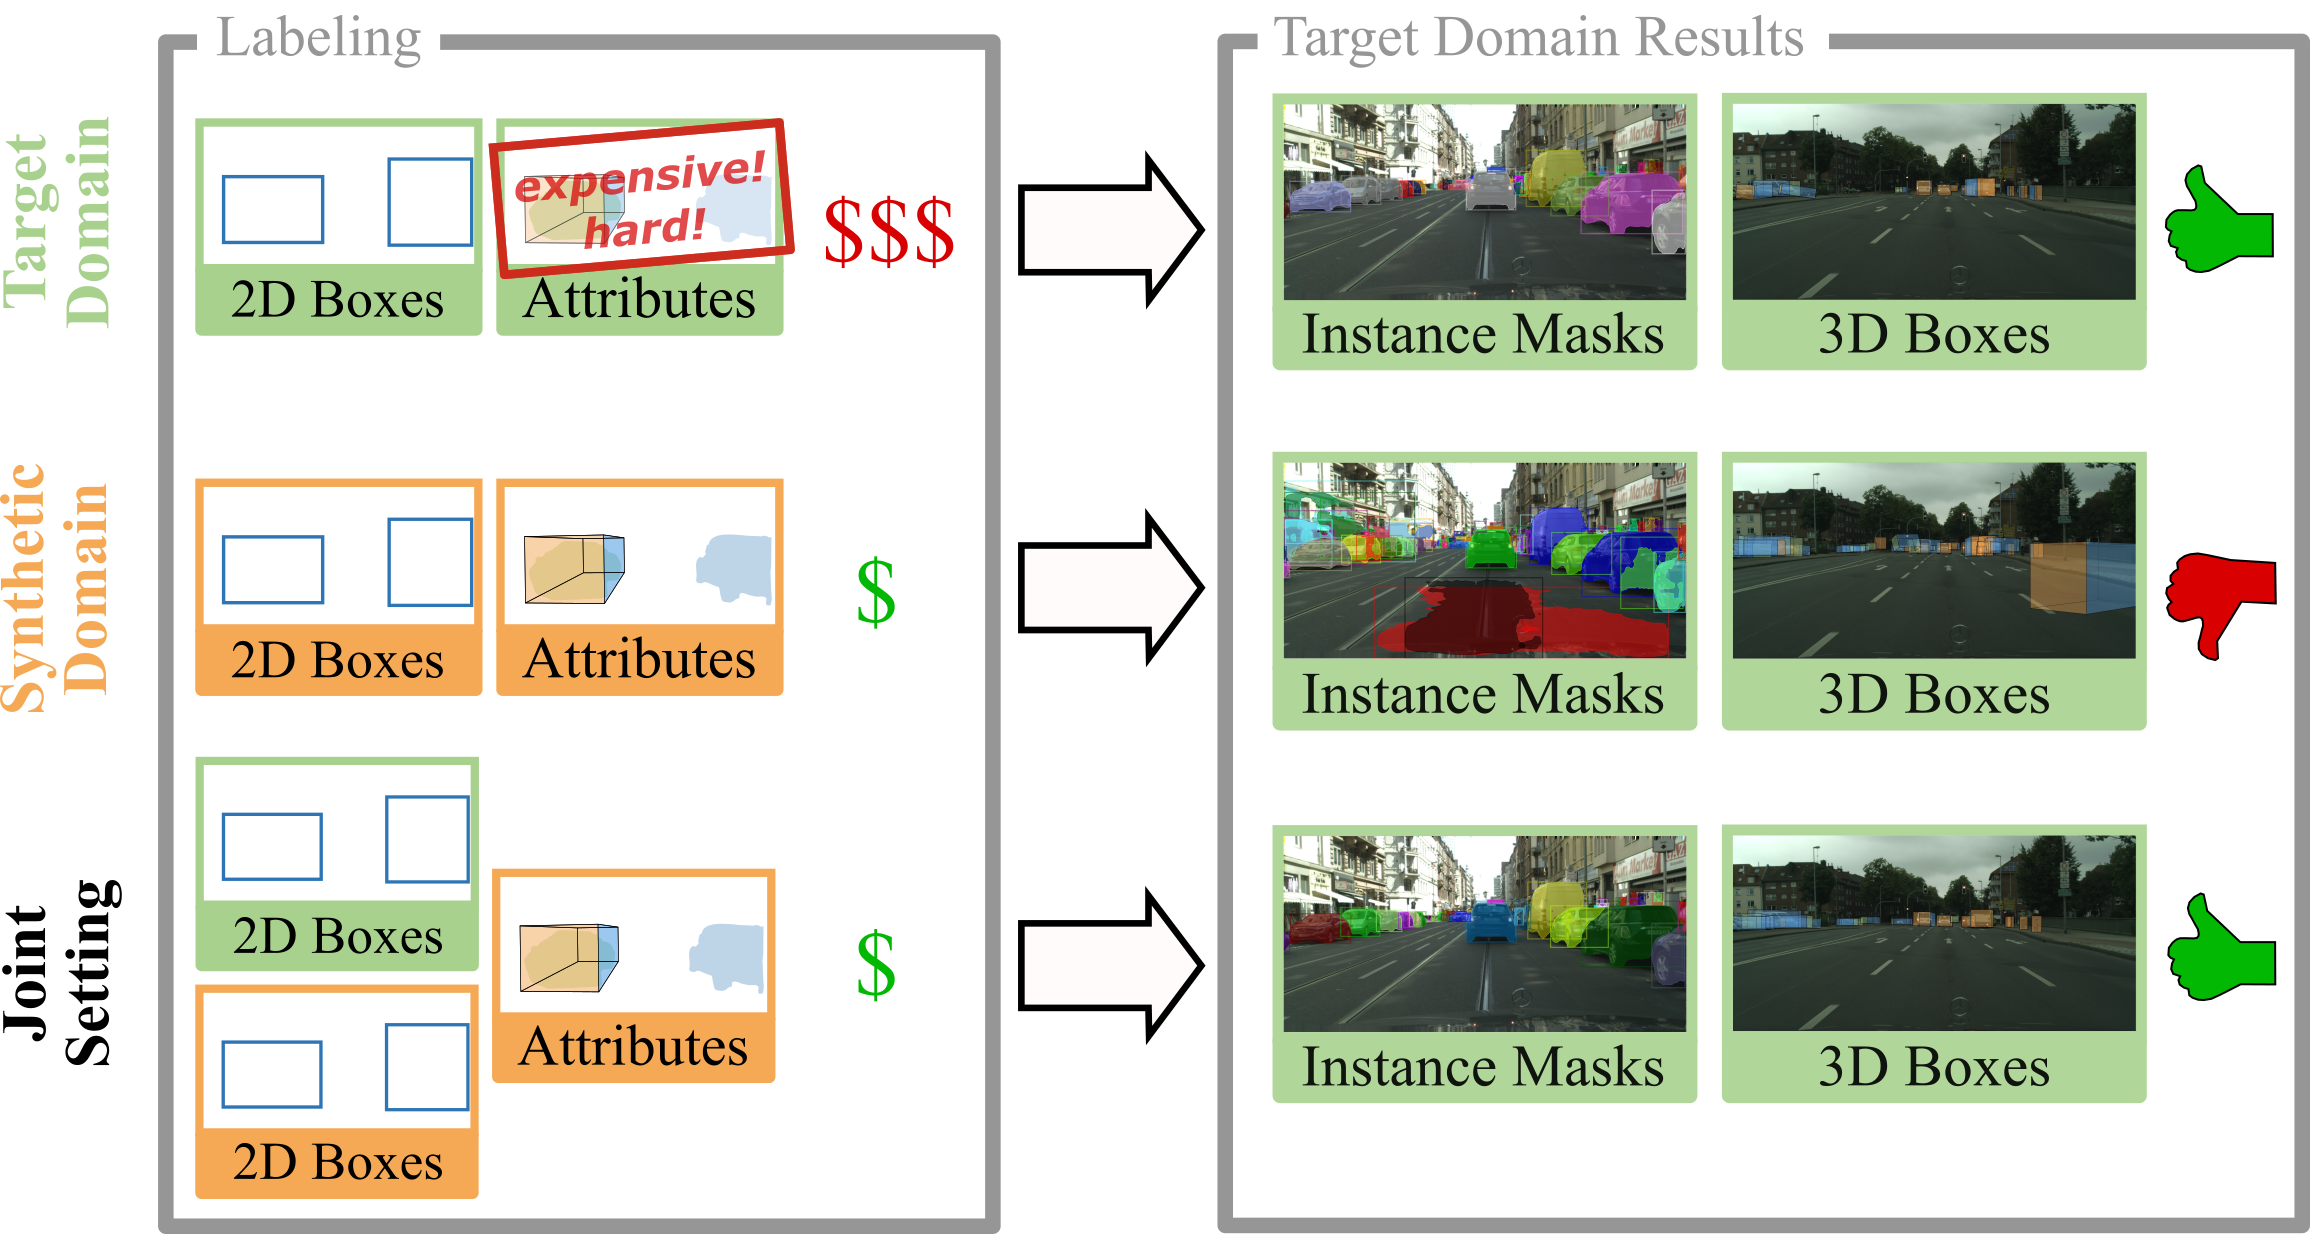 Labeling
Target Domain Results
Target
Domain
2D Boxes
expensive!
hard!
Attributes
$$$
Instance Masks
3D Boxes
Synthetic
Domain
2D Boxes
Attributes
$
Instance Masks
3D Boxes
Joint
Setting
2D Boxes
2D Boxes
Attributes
$
Instance Masks
3D Boxes